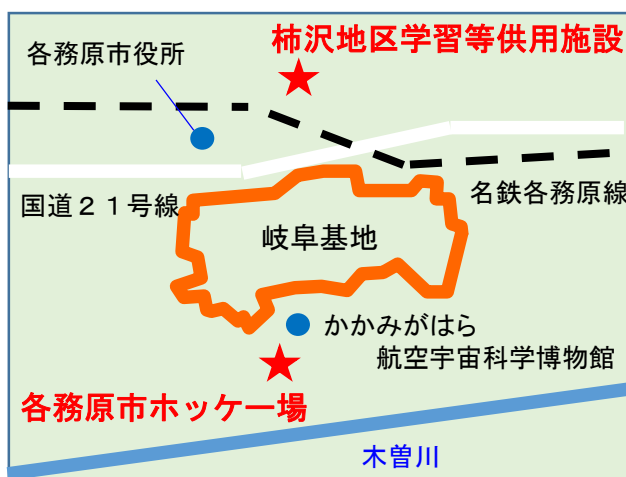 柿沢地区学習等供用施設
各務原市役所
国道２１号線
名鉄各務原線
岐阜基地
かかみがはら
航空宇宙科学博物館
各務原市ホッケー場
木曽川